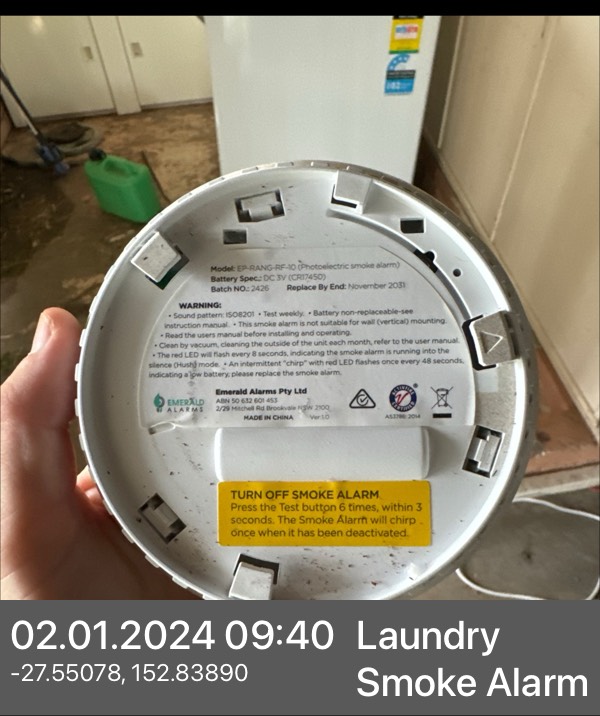 Model: EP-RANG-RF-10 (Photoelectric smoke alarm)
Battery Spec.: DC 3V (CR17450)
Batch NO.: 2426 Replace By End: November 2031
WARNING:
• Sound pattern: ISO8201 • Test weekly. • Battery non-replaceable-see
instruction manual. • This smoke alarm is not suitable for wall (vertical) mounting.
• Read the users manual before installing and operating.
• Clean by vacuum, cleaning the outside of the unit each month, refer to the user manual.
• The red LED will flash every 8 seconds, indicating the smoke alarm is running into the
silence (Hush) mode. • An intermittent "chirp" with red LED flashes once every 48 seconds,
indicating a low battery, please replace the smoke alarm.
EMERALD
ALARMS
Emerald Alarms Pty Ltd
ABN 50 632 601 453
2/29 Mitchell Rd Brookvale NSW 2100
MADE IN CHINA Ver:1.0
AS3786:2014
TURN OFF SMOKE ALARM
Press the Test button 6 times, within 3
seconds. The Smoke Alarm will chirp
once when it has been deactivated.
02.01.2024 09:40
-27.55078, 152.83890
Laundry
Smoke Alarm